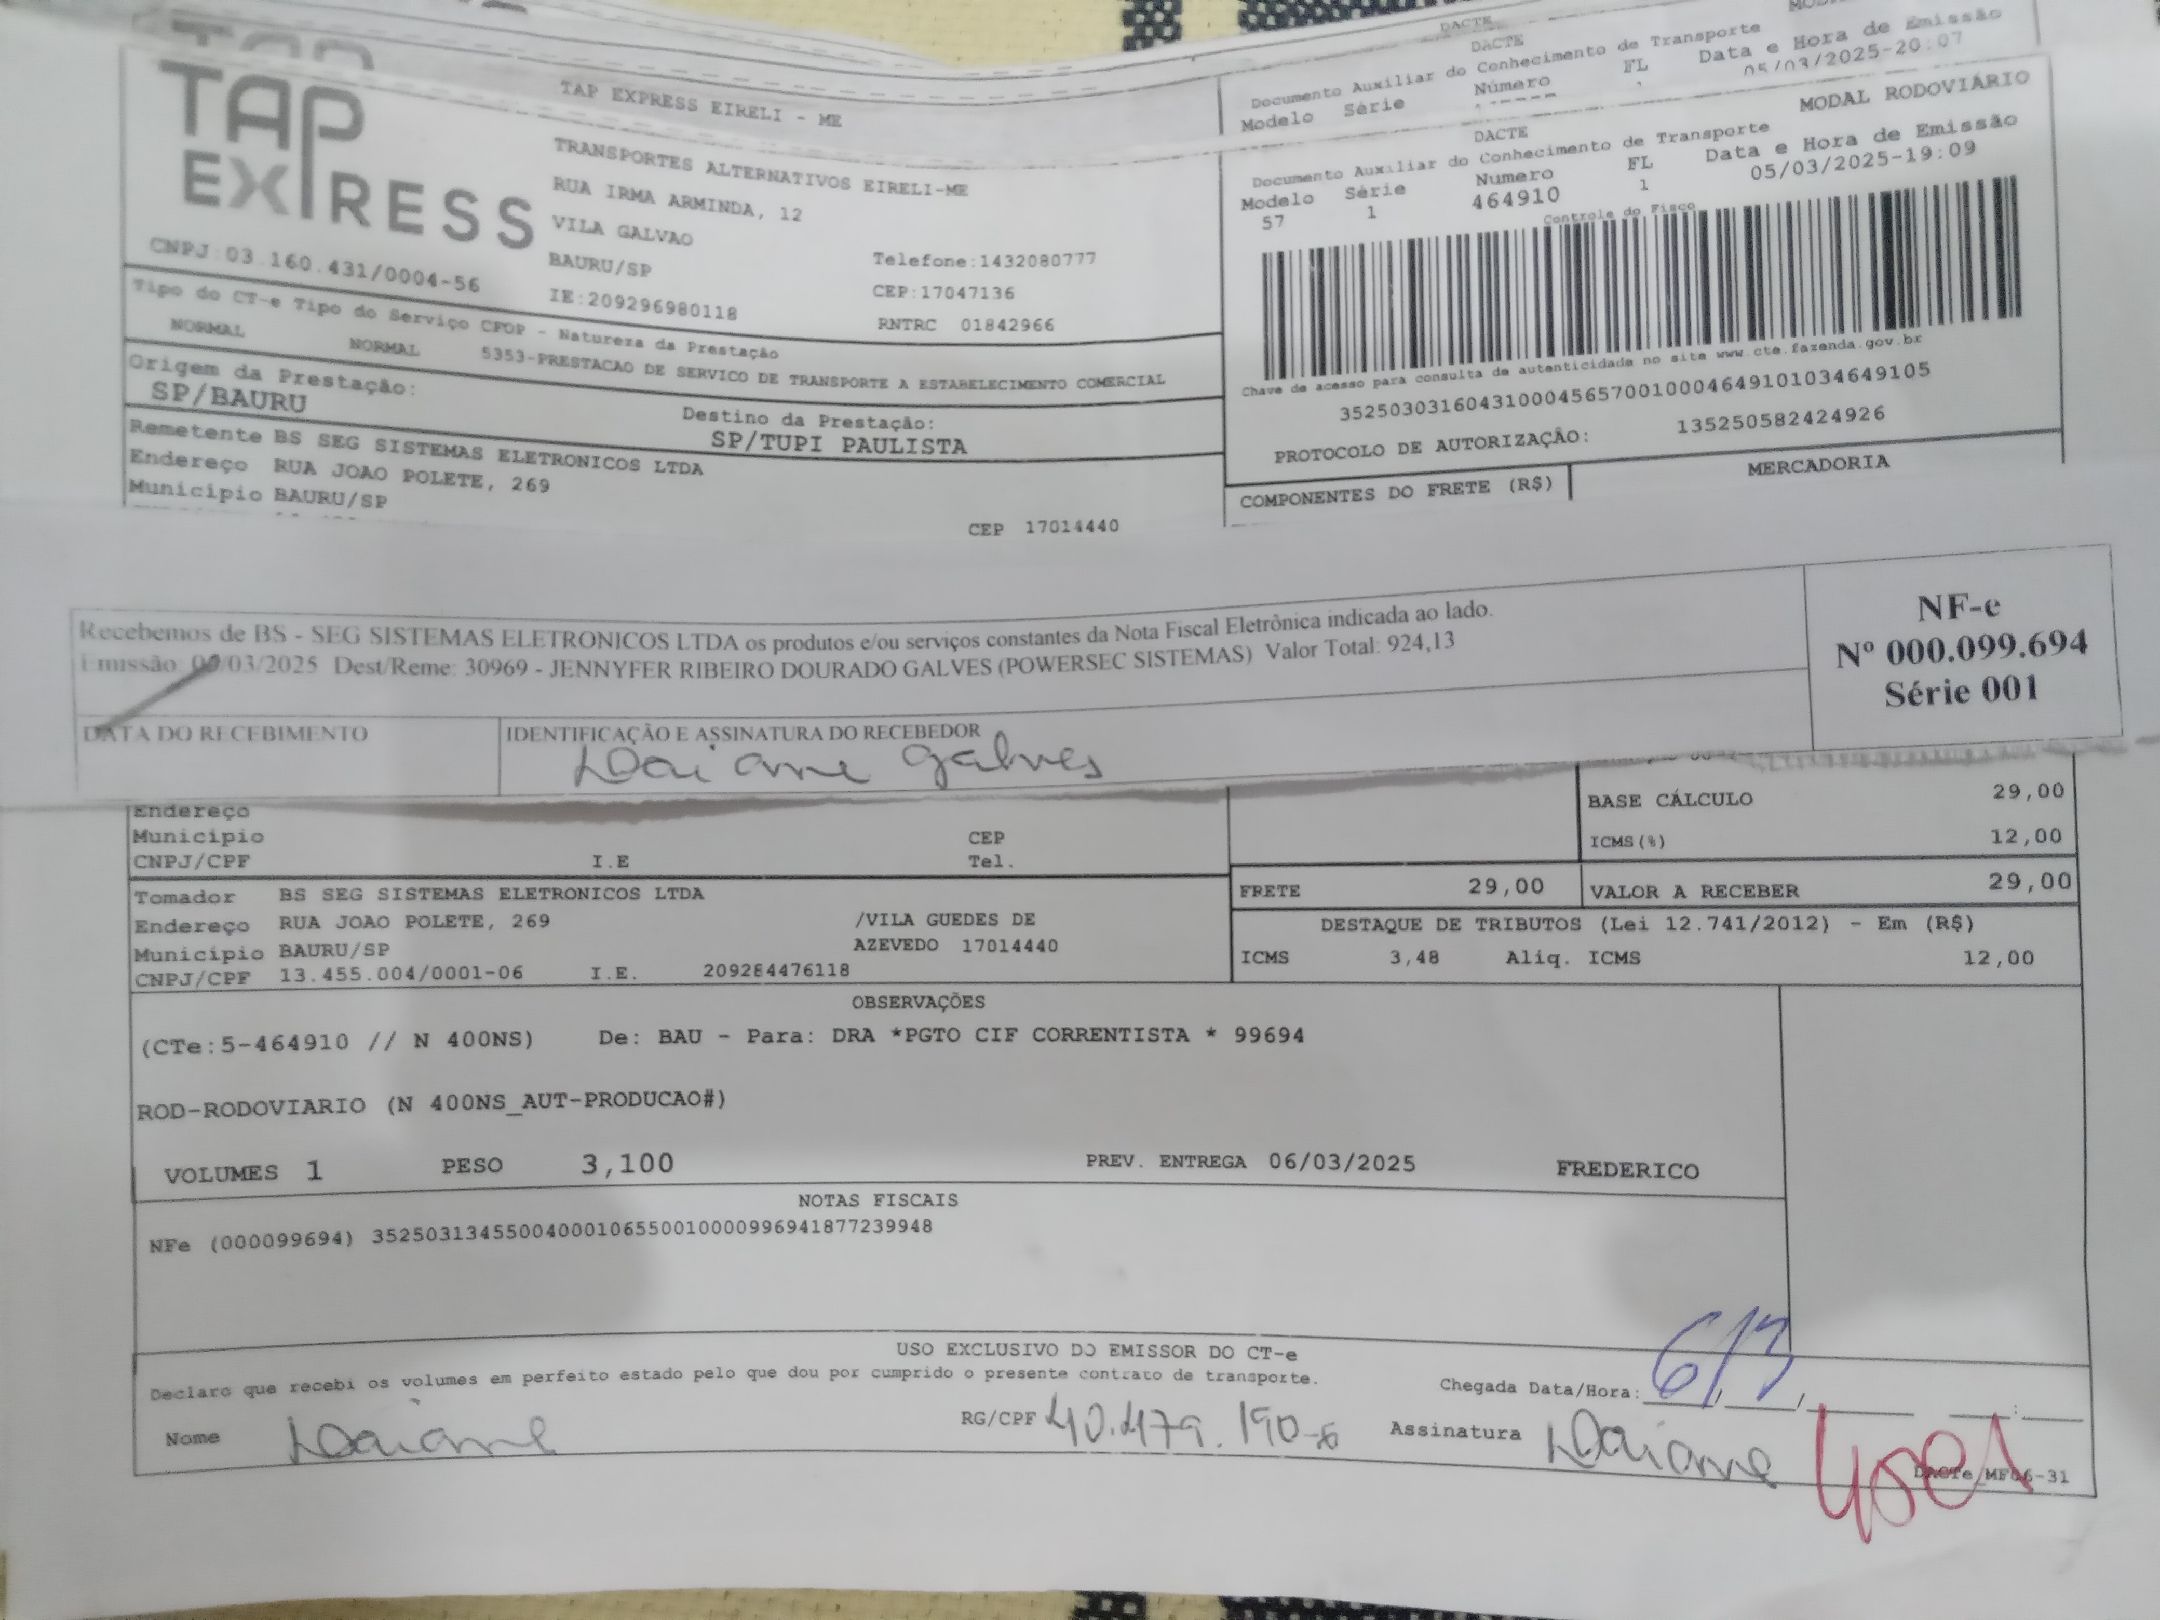 DACTE
DACTE
Documento Auxiliar do Conhecimento de Transporte
Modelo Série Número FL Data e Hora de Emissão
05/03/2025-20:07
TAP EXPRESS
TAP EXPRESS EIRELI - ME
TRANSPORTES ALTERNATIVOS EIRELI-ME
RUA IRMA ARMINDA, 12
VILA GALVAO
BAURU/SP
IE:209296980118
Telefone:1432080777
CEP:17047136
RNTRC 01842966
CNPJ:03.160.431/0004-56
MODAL RODOVIÁRIO
DACTE
Documento Auxiliar do Conhecimento de Transporte
Modelo Série Número FL Data e Hora de Emissão
57 1 464910 1 05/03/2025-19:09
Controle do Fisco
Chave de acesso para consulta de autenticidade no site www.cte.fazenda.gov.br
35250303160431000456570010004649101034649105
PROTOCOLO DE AUTORIZAÇÃO: 135250582424926
Tipo do CT-e Tipo do Serviço CFOP - Natureza da Prestação
NORMAL NORMAL 5353-PRESTACAO DE SERVICO DE TRANSPORTE A ESTABELECIMENTO COMERCIAL
Origem da Prestação: Destino da Prestação:
SP/BAURU SP/TUPI PAULISTA
Remetente BS SEG SISTEMAS ELETRONICOS LTDA
Endereço RUA JOAO POLETE, 269
Município BAURU/SP CEP 17014440
COMPONENTES DO FRETE (R$) MERCADORIA
Recebemos de BS - SEG SISTEMAS ELETRONICOS LTDA os produtos e/ou serviços constantes da Nota Fiscal Eletrônica indicada ao lado.
Emissão /03/2025 Dest/Reme: 30969 - JENNYFER RIBEIRO DOURADO GALVES (POWERSEC SISTEMAS) Valor Total: 924,13
DATA DO RECEBIMENTO
IDENTIFICAÇÃO E ASSINATURA DO RECEBEDOR
Daiane Galves
NF-e
Nº 000.099.694
Série 001
Endereço
Município CEP
CNPJ/CPF I.E Tel.
BASE CÁLCULO 29,00
ICMS(%) 12,00
FRETE 29,00 VALOR A RECEBER 29,00
Tomador BS SEG SISTEMAS ELETRONICOS LTDA
Endereço RUA JOAO POLETE, 269 /VILA GUEDES DE
Município BAURU/SP AZEVEDO 17014440
CNPJ/CPF 13.455.004/0001-06 I.E. 209284476118
DESTAQUE DE TRIBUTOS (Lei 12.741/2012) - Em (R$)
ICMS 3,48 Aliq. ICMS 12,00
OBSERVAÇÕES
(CTe:5-464910 // N 400NS) De: BAU - Para: DRA *PGTO CIF CORRENTISTA * 99694
ROD-RODOVIARIO (N 400NS_AUT-PRODUCAO#)
VOLUMES 1 PESO 3,100 PREV. ENTREGA 06/03/2025 FREDERICO
NOTAS FISCAIS
NFe (000099694) 35250313455004000106550010000996941877239948
USO EXCLUSIVO DO EMISSOR DO CT-e
Declaro que recebi os volumes em perfeito estado pelo que dou por cumprido o presente contrato de transporte.
Chegada Data/Hora: 6/3
Nome Daiane RG/CPF 40.479.190-6 Assinatura Daiane
DACTe_MF06-31